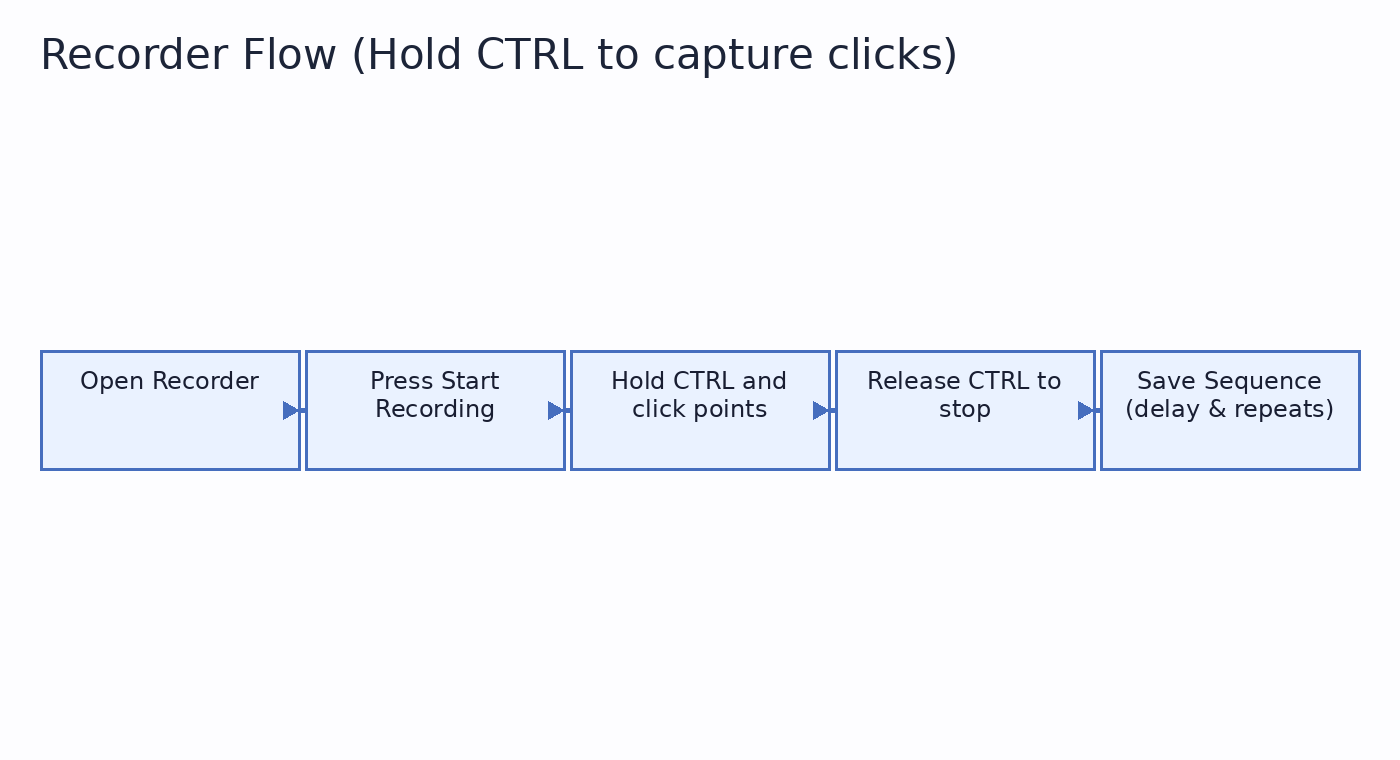 Recorder Flow (Hold CTRL to capture clicks)
Open Recorder
Press Start
Recording
Hold CTRL and
click points
Release CTRL to
stop
Save Sequence
(delay & repeats)